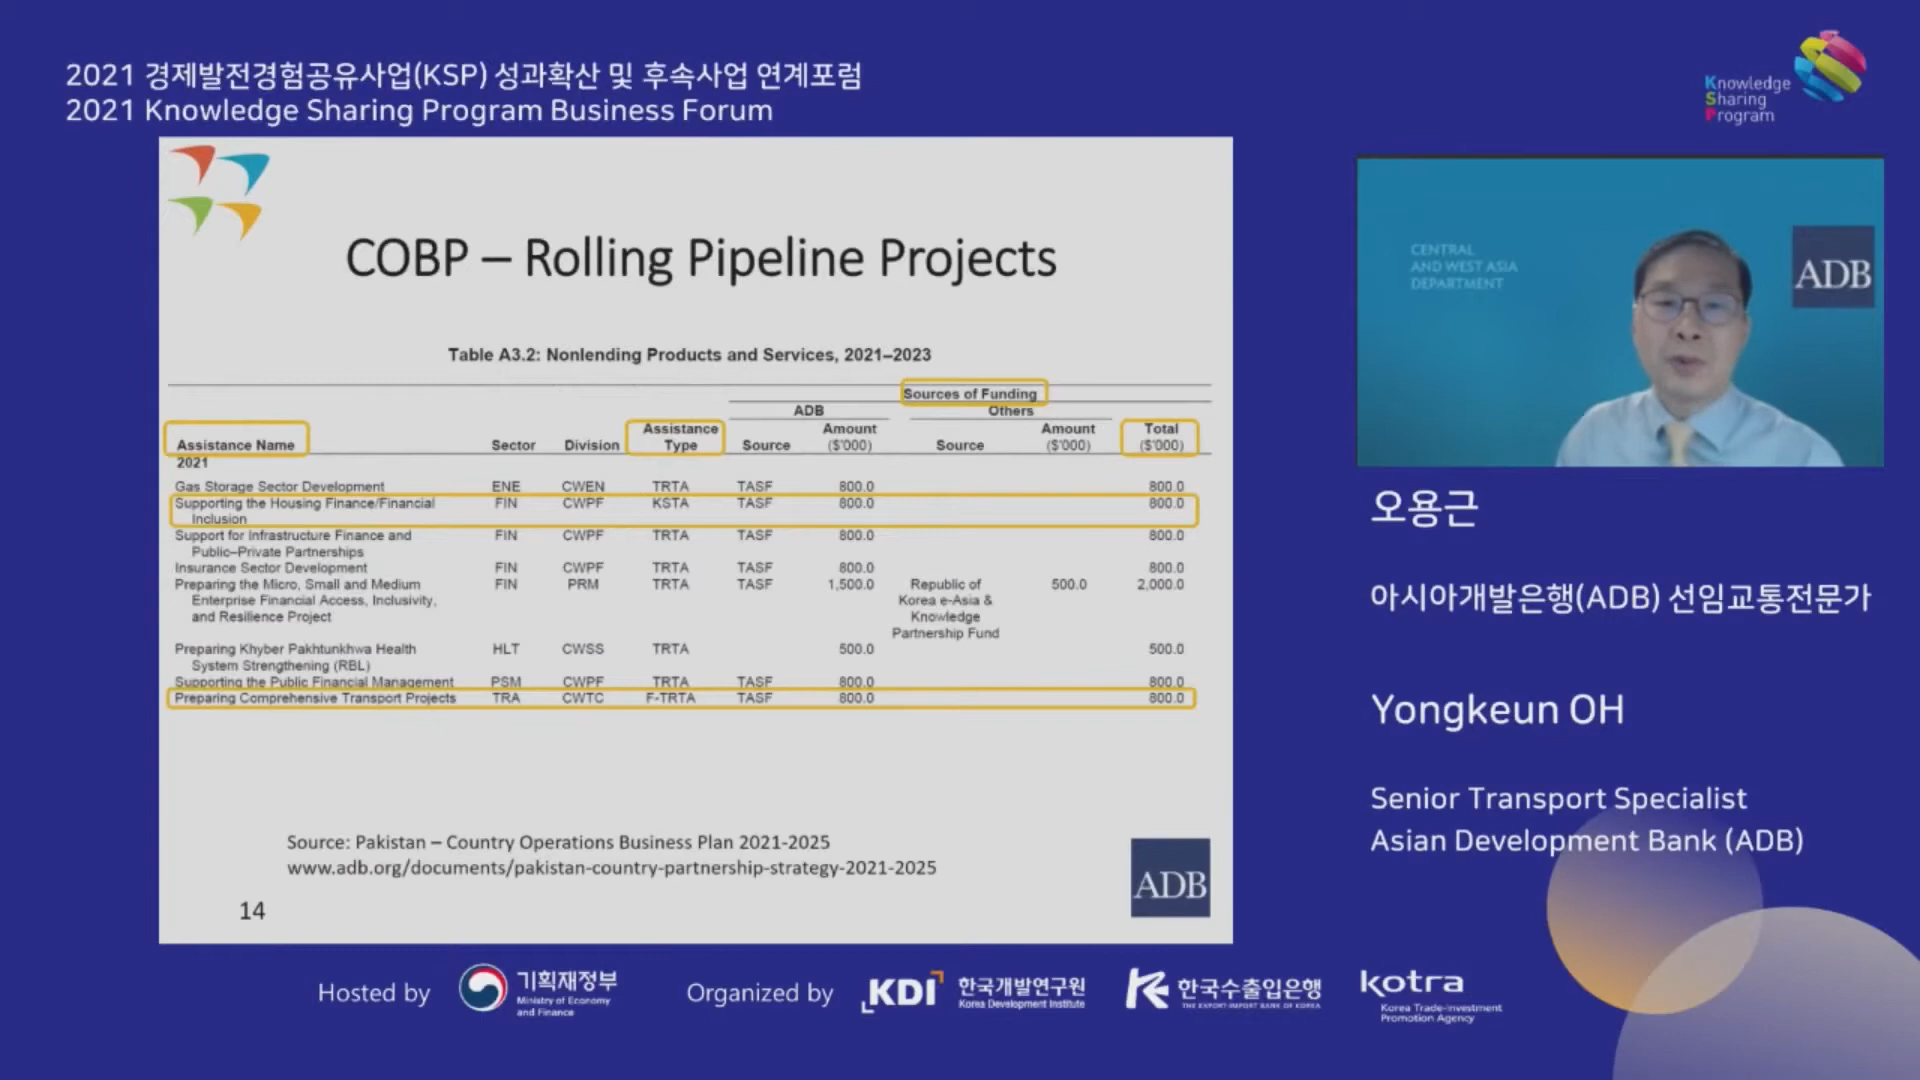 2021 경제발전경험공유사업(KSP) 성과확산 및 후속사업 연계포럼
2021 Knowledge Sharing Program Business Forum
Knowledge
Sharing
Program
COBP – Rolling Pipeline Projects
Table A3.2: Nonlending Products and Services, 2021–2023
Sources of Funding
ADB Others
Assistance Name Sector Division Assistance Type Source Amount ($'000) Source Amount ($'000) Total ($'000)
2021
Gas Storage Sector Development ENE CWEN TRTA TASF 800.0 800.0
Supporting the Housing Finance/Financial FIN CWPF KSTA TASF 800.0 800.0
Inclusion
Support for Infrastructure Finance and FIN CWPF TRTA TASF 800.0 800.0
Public–Private Partnerships
Insurance Sector Development FIN CWPF TRTA TASF 800.0 800.0
Preparing the Micro, Small and Medium FIN PRM TRTA TASF 1,500.0 Republic of 500.0 2,000.0
Enterprise Financial Access, Inclusivity, Korea e-Asia &
and Resilience Project Knowledge
Partnership Fund
Preparing Khyber Pakhtunkhwa Health HLT CWSS TRTA 500.0 500.0
System Strengthening (RBL)
Supporting the Public Financial Management PSM CWPF TRTA TASF 800.0 800.0
Preparing Comprehensive Transport Projects TRA CWTC F-TRTA TASF 800.0 800.0
Source: Pakistan – Country Operations Business Plan 2021-2025
www.adb.org/documents/pakistan-country-partnership-strategy-2021-2025
14
ADB
CENTRAL
AND WEST ASIA
DEPARTMENT
ADB
오용근
아시아개발은행(ADB) 선임교통전문가
Yongkeun OH
Senior Transport Specialist
Asian Development Bank (ADB)
Hosted by
기획재정부
Ministry of Economy
and Finance
Organized by
KDI
한국개발연구원
Korea Development Institute
한국수출입은행
THE EXPORT-IMPORT BANK OF KOREA
kotra
Korea Trade-Investment
Promotion Agency